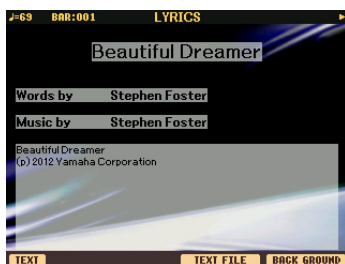 ♩=69 BAR:001 LYRICS
Beautiful Dreamer
Words by Stephen Foster
Music by Stephen Foster
Beautiful Dreamer
(p) 2012 Yamaha Corporation
TEXT TEXT FILE BACK GROUND